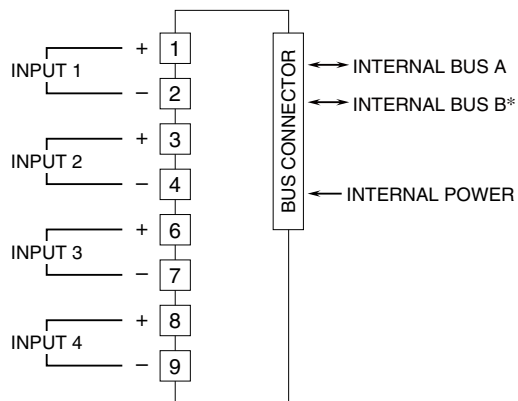 INPUT 1
+ 1
− 2
INPUT 2
+ 3
− 4
INPUT 3
+ 6
− 7
INPUT 4
+ 8
− 9
BUS CONNECTOR
INTERNAL BUS A
INTERNAL BUS B*
INTERNAL POWER